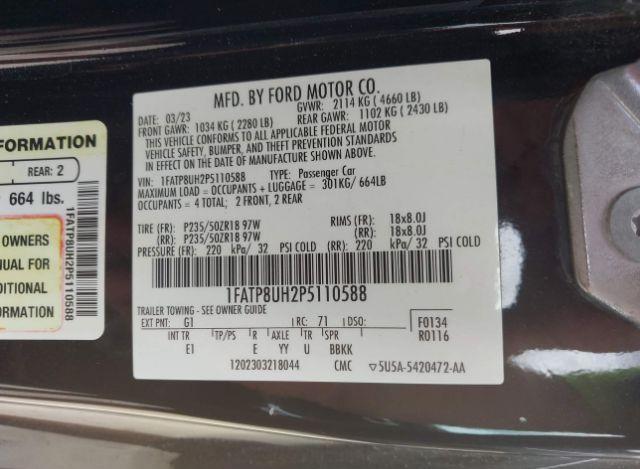 MFD. BY FORD MOTOR CO.
DATE: 03/23
GVWR: 2114 KG ( 4660 LB)
FRONT GAWR: 1034 KG ( 2280 LB)
REAR GAWR: 1102 KG ( 2430 LB)
THIS VEHICLE CONFORMS TO ALL APPLICABLE FEDERAL MOTOR
VEHICLE SAFETY, BUMPER, AND THEFT PREVENTION STANDARDS
IN EFFECT ON THE DATE OF MANUFACTURE SHOWN ABOVE.
VIN: 1FATP8UH2P5110588
TYPE: Passenger Car
MAXIMUM LOAD = OCCUPANTS + LUGGAGE = 301KG/ 664LB
OCCUPANTS = 4 TOTAL; 2 FRONT, 2 REAR
TIRE (FR): P235/50ZR18 97W RIMS (FR): 18x8.0J
(RR): P235/50ZR18 97W (RR): 18x8.0J
PRESSURE (FR): 220 kPa/ 32 PSI COLD (RR): 220 kPa/ 32 PSI COLD
1FATP8UH2P5110588
TRAILER TOWING - SEE OWNER GUIDE
EXT PNT: G1 RC: 71 DSO: F0134
R0116
INT TR TP/PS R AXLE TR SPR
E1 E YY U BBKK
1202303218044 CMC ▽5U5A-5420472-AA
FORMATION
REAR: 2
664 lbs.
OWNERS
NUAL FOR
DITIONAL
ORMATION
1FATP8UH2P5110588